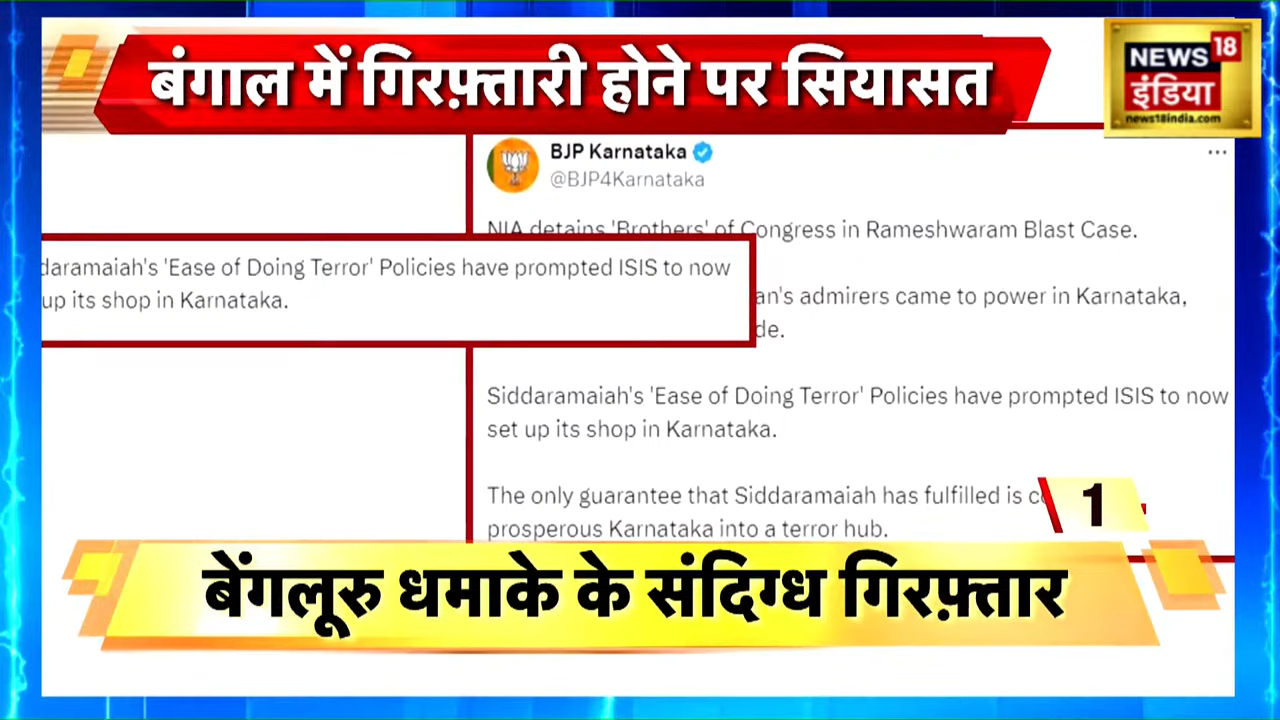 बंगाल में गिरफ़्तारी होने पर सियासत
NEWS 18
इंडिया
news18india.com
BJP Karnataka
@BJP4Karnataka
NIA detains 'Brothers' of Congress in Rameshwaram Blast Case.
daramaiah's 'Ease of Doing Terror' Policies have prompted ISIS to now
up its shop in Karnataka.
an's admirers came to power in Karnataka,
de.
Siddaramaiah's 'Ease of Doing Terror' Policies have prompted ISIS to now
set up its shop in Karnataka.
The only guarantee that Siddaramaiah has fulfilled is
prosperous Karnataka into a terror hub.
1
बेंगलूरु धमाके के संदिग्ध गिरफ़्तार